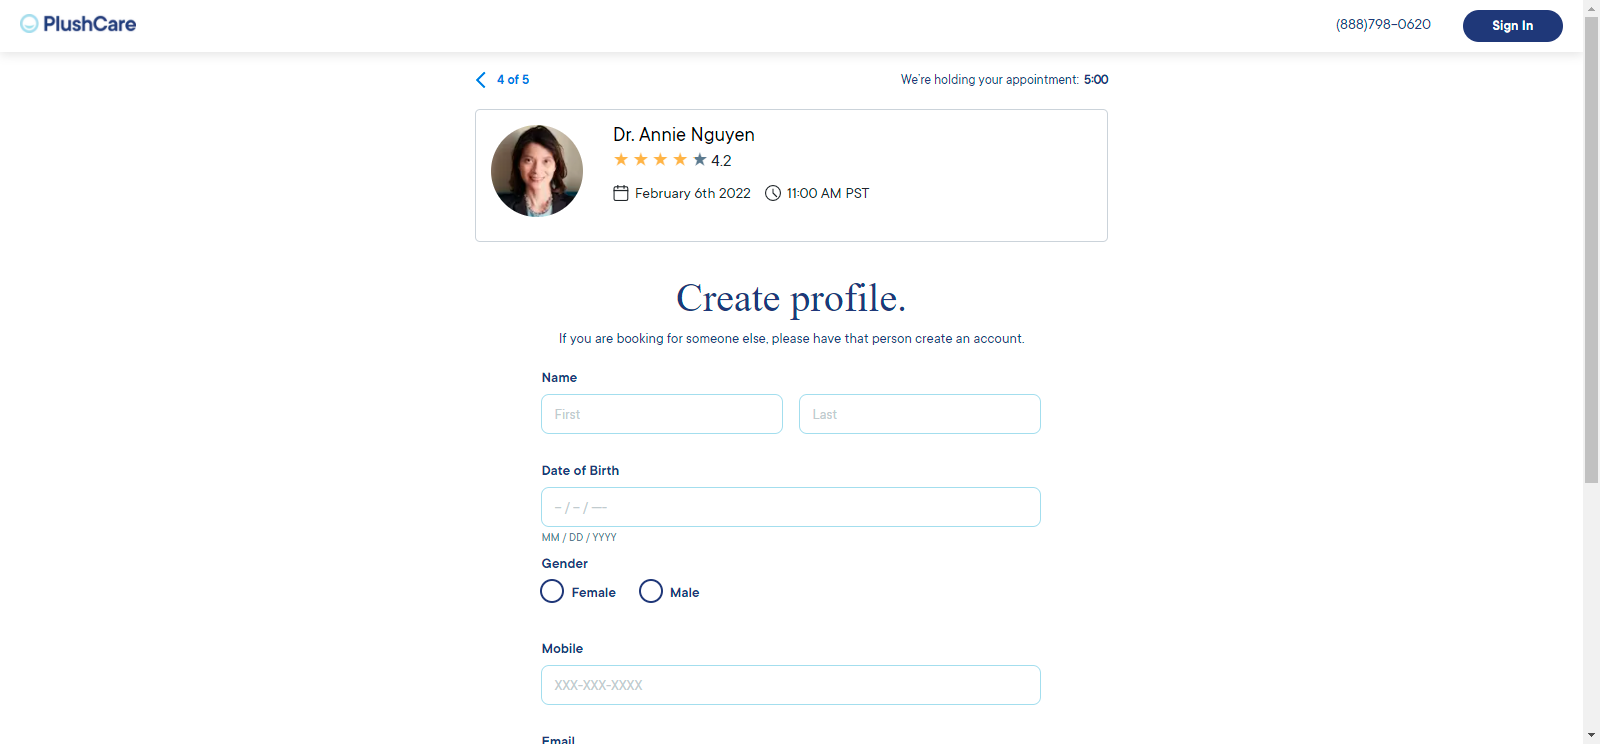 PlushCare
(888)798-0620
Sign In
4 of 5
We're holding your appointment: 5:00
Dr. Annie Nguyen
4.2
February 6th 2022
11:00 AM PST
Create profile.
If you are booking for someone else, please have that person create an account.
Name
First
Last
Date of Birth
– / – / —-
MM / DD / YYYY
Gender
Female
Male
Mobile
XXX-XXX-XXXX
Email